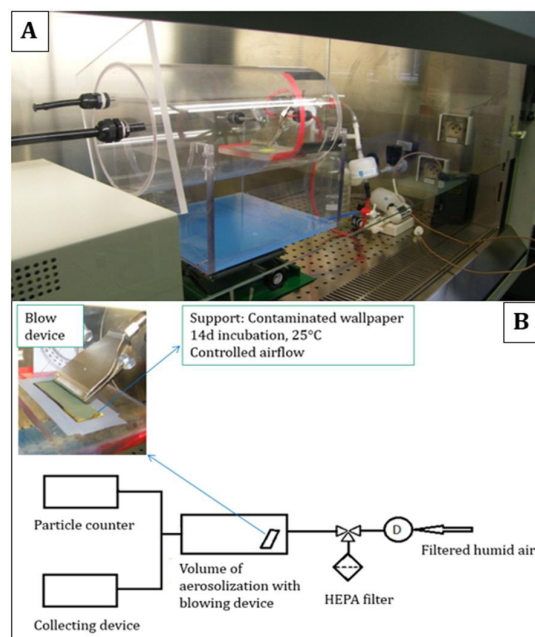 A
B
Blow
device
Support: Contaminated wallpaper
14d incubation, 25°C
Controlled airflow
Particle counter
Collecting device
Volume of
aerosolization with
blowing device
D
HEPA filter
Filtered humid air